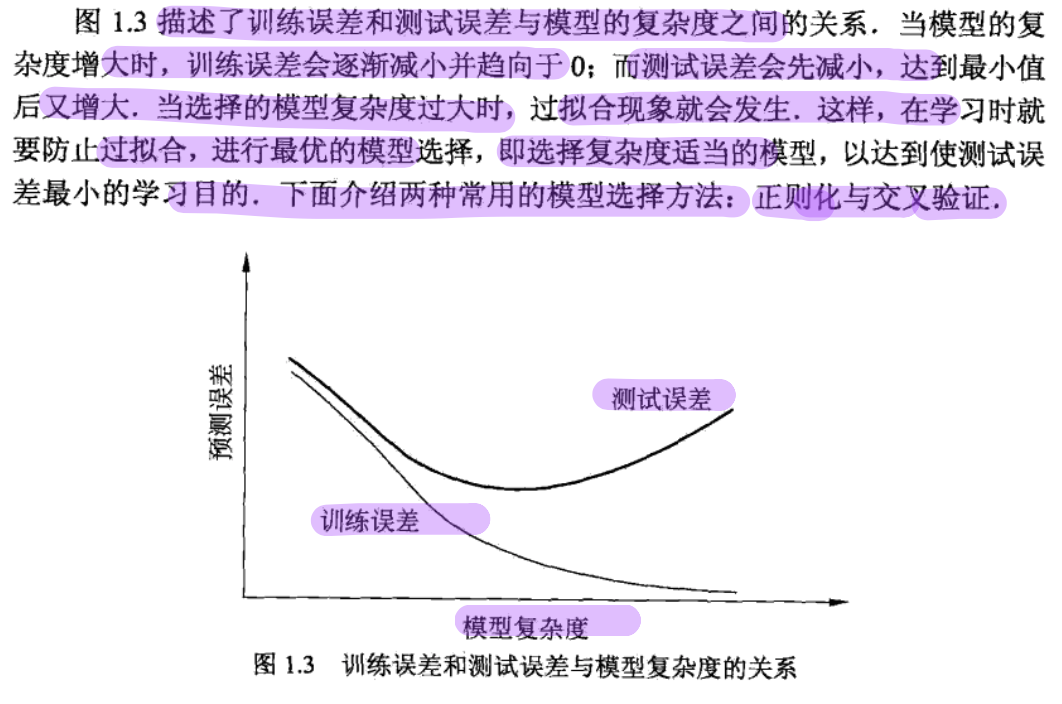 图 1.3 描述了训练误差和测试误差与模型的复杂度之间的关系．当模型的复
杂度增大时，训练误差会逐渐减小并趋向于 0；而测试误差会先减小，达到最小值
后又增大．当选择的模型复杂度过大时，过拟合现象就会发生．这样，在学习时就
要防止过拟合，进行最优的模型选择，即选择复杂度适当的模型，以达到使测试误
差最小的学习目的．下面介绍两种常用的模型选择方法：正则化与交叉验证．
预测误差
测试误差
训练误差
模型复杂度
图 1.3 训练误差和测试误差与模型复杂度的关系